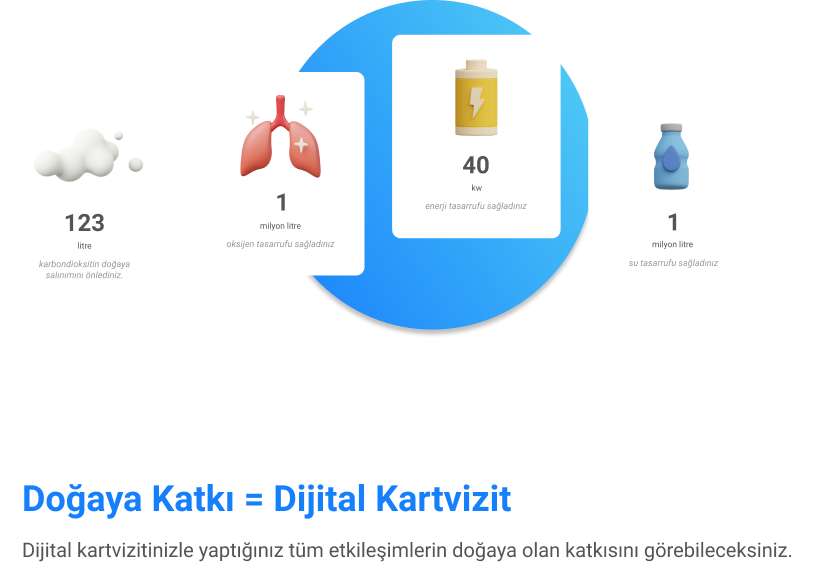 123
litre
karbondioksitin doğaya
salınımını önlediniz.
1
milyon litre
oksijen tasarrufu sağladınız
40
kw
enerji tasarrufu sağladınız
1
milyon litre
su tasarrufu sağladınız
Doğaya Katkı = Dijital Kartvizit
Dijital kartvizitinizle yaptığınız tüm etkileşimlerin doğaya olan katkısını görebileceksiniz.